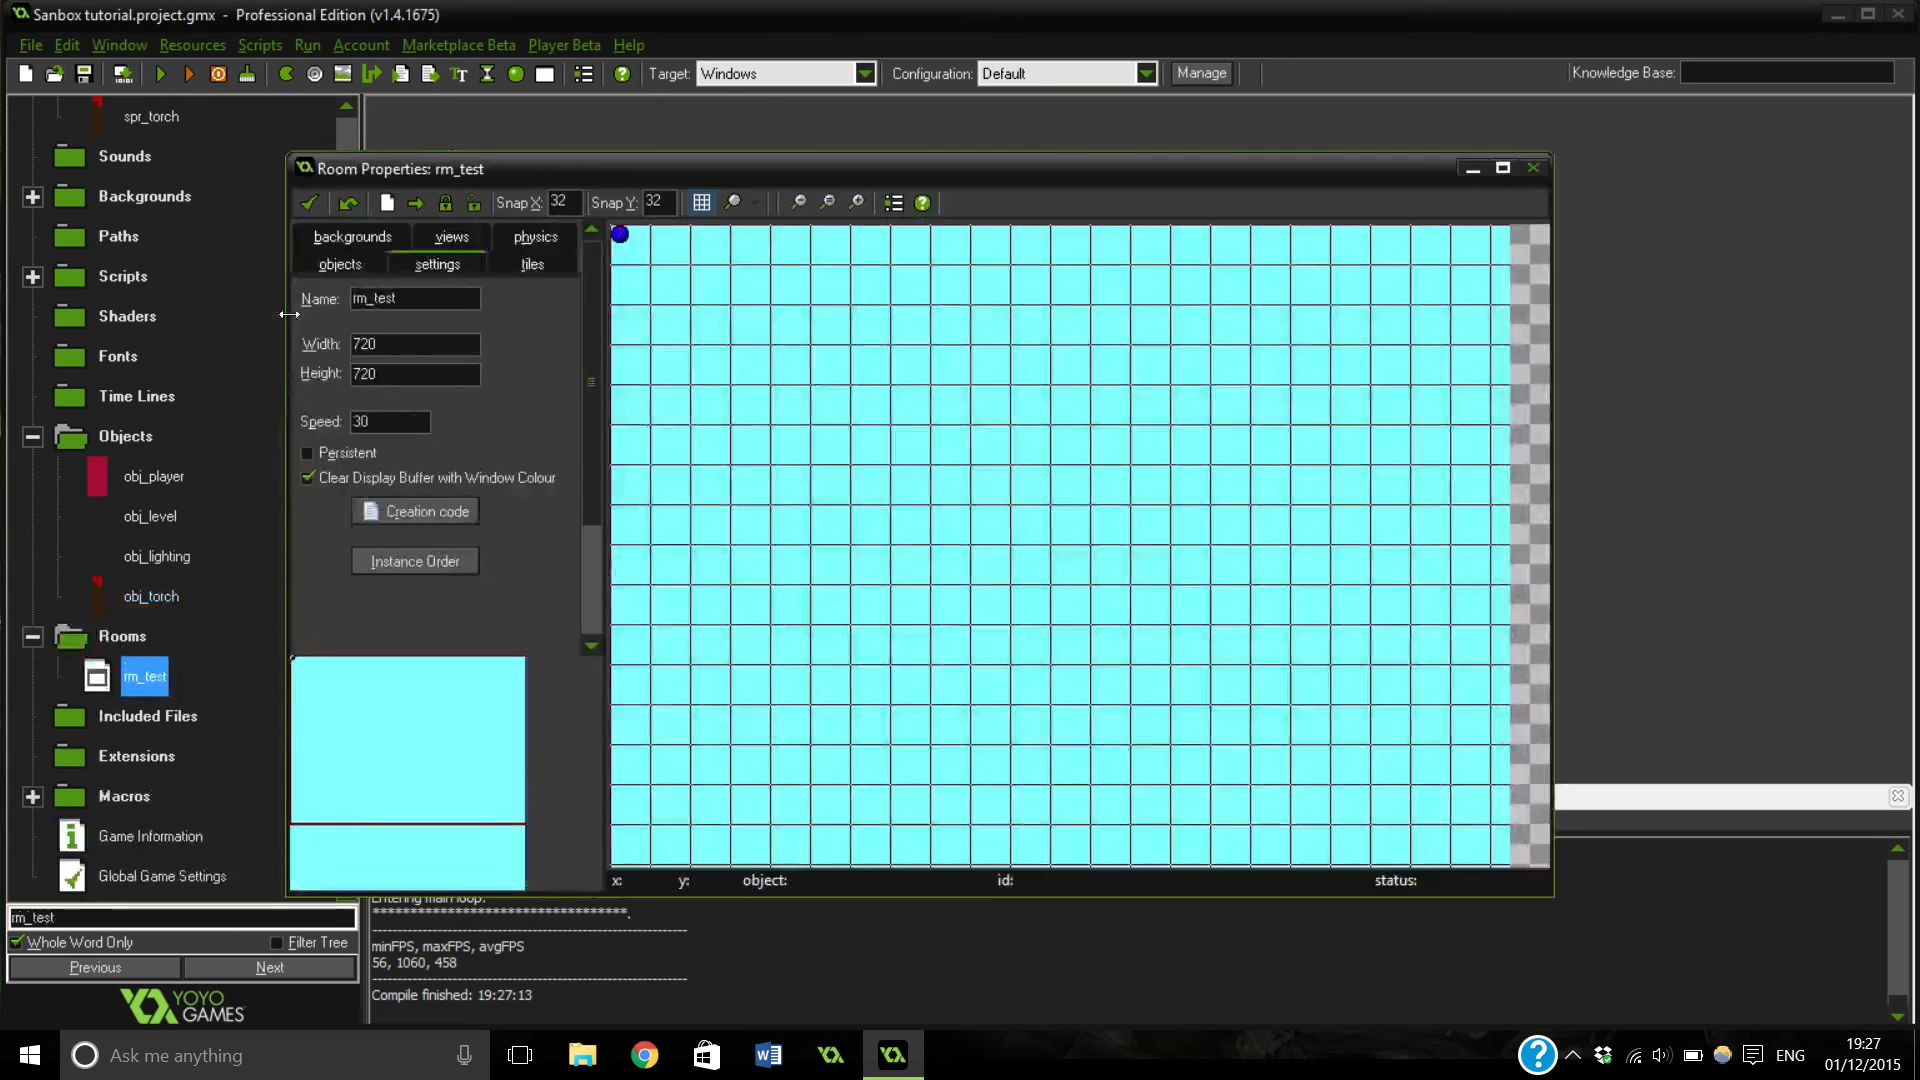 Sanbox tutorial.project.gmx - Professional Edition (v1.4.1675)
File Edit Window Resources Scripts Run Account Marketplace Beta Player Beta Help
Target: Windows Configuration: Default Manage Knowledge Base:
spr_torch
Sounds
Backgrounds
Paths
Scripts
Shaders
Fonts
Time Lines
Objects
obj_player
obj_level
obj_lighting
obj_torch
Rooms
rm_test
Included Files
Extensions
Macros
Game Information
Global Game Settings
rm_test
Whole Word Only Filter Tree
Previous Next
YOYO
GAMES
Room Properties: rm_test
Snap X: 32 Snap Y: 32
backgrounds views physics
objects settings tiles
Name: rm_test
Width: 720
Height: 720
Speed: 30
Persistent
Clear Display Buffer with Window Colour
Creation code
Instance Order
x: y: object: id: status:
Entering main loop.
**********************************.
minFPS, maxFPS, avgFPS
56, 1060, 458
Compile finished: 19:27:13
Ask me anything
ENG
19:27
01/12/2015